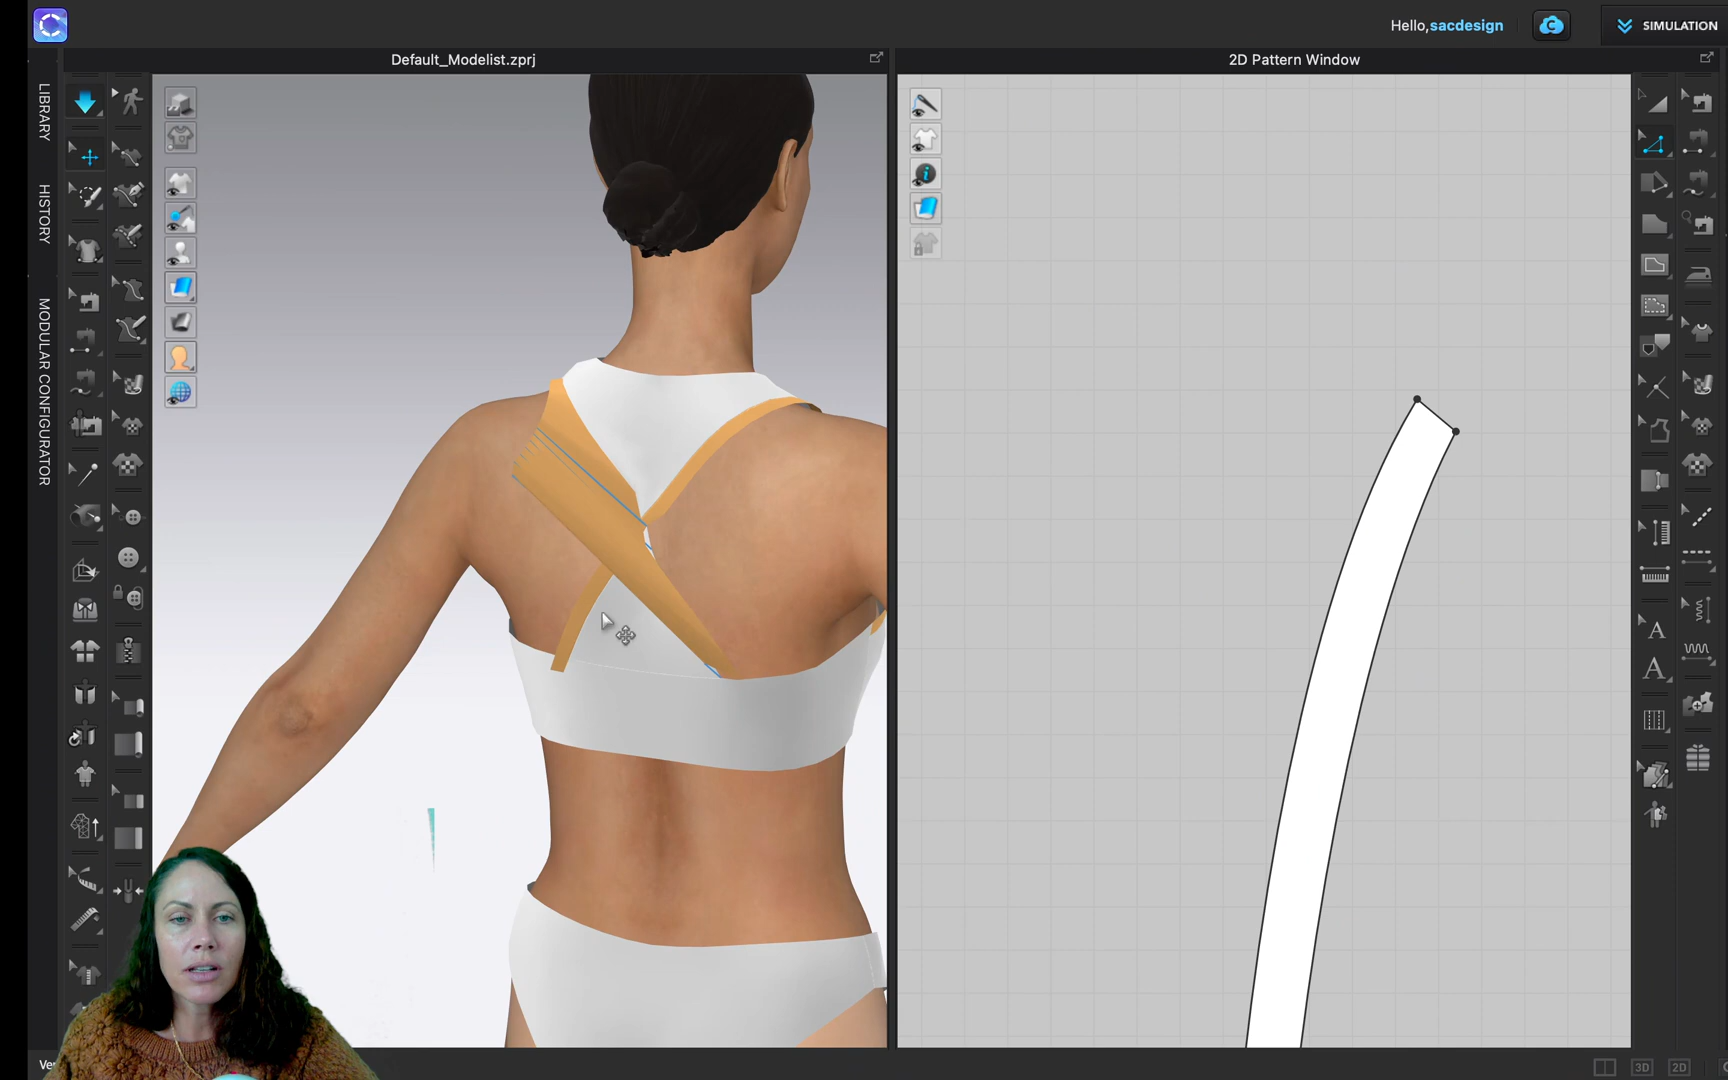 Hello,sacdesign
SIMULATION
Default_Modelist.zprj
2D Pattern Window
LIBRARY
HISTORY
MODULAR CONFIGURATOR
A
A
3D
2D